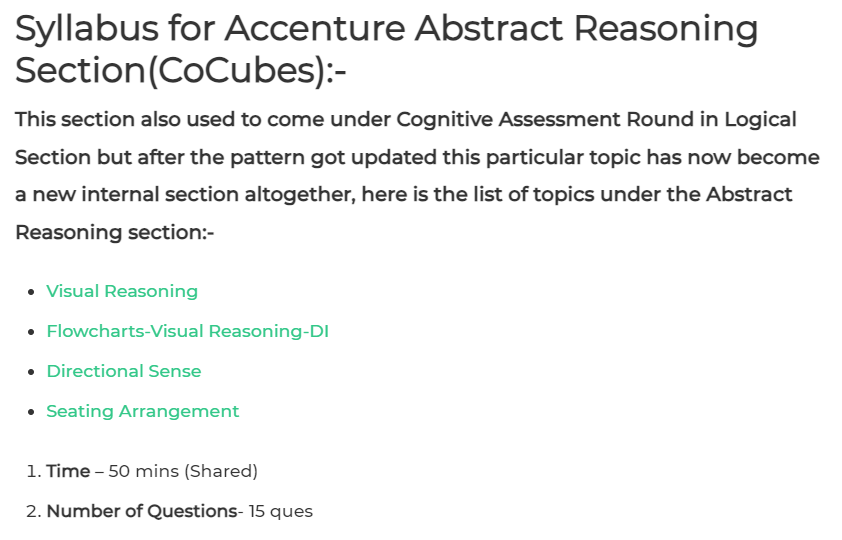 Syllabus for Accenture Abstract Reasoning
Section(CoCubes):-
This section also used to come under Cognitive Assessment Round in Logical
Section but after the pattern got updated this particular topic has now become
a new internal section altogether, here is the list of topics under the Abstract
Reasoning section:-
• Visual Reasoning
• Flowcharts-Visual Reasoning-DI
• Directional Sense
• Seating Arrangement
1. Time – 50 mins (Shared)
2. Number of Questions- 15 ques